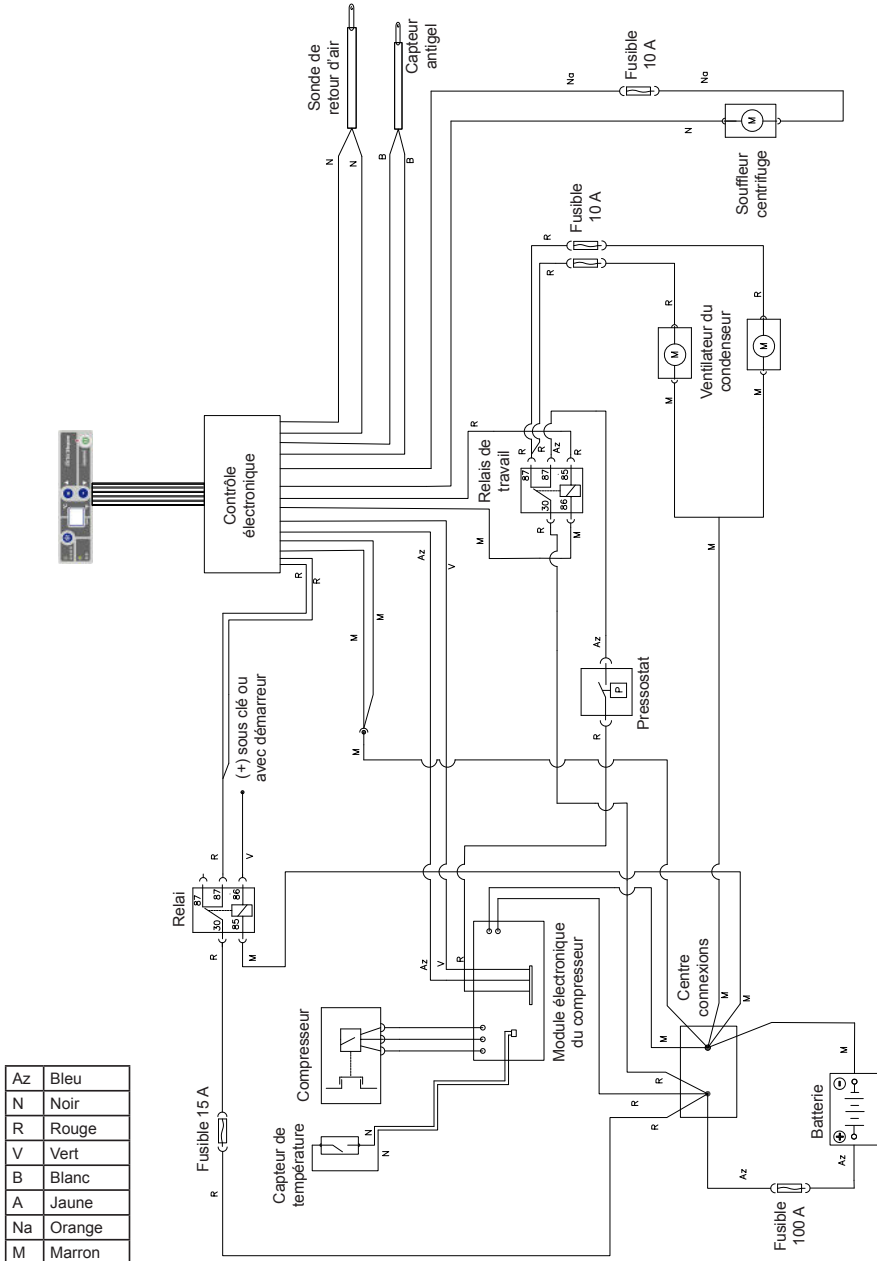 Sonde de
retour d'air
Capteur
antigel
N
N
B
B
Na
Fusible
10 A
Na
N
M
Souffleur
centrifuge
Contrôle
électronique
R
R
Relais de
travail
R
87
R
87
Az
85
R
30
86
R
M
M
R
R
Fusible
10 A
R
R
M
M
Ventilateur du
condenseur
M
M
M
Az
V
M
M
M
(+) sous clé ou
avec démarreur
R
V
Relai
87
87
86
30
85
R
M
Az
P
Pressostat
R
Az
V
R
Module électronique
du compresseur
Compresseur
Capteur de
température
N
N
Fusible 15 A
R
Centre
connexions
M
M
M
R
R
R
M
Batterie
Az
Az
Fusible
100 A
Az Bleu
N Noir
R Rouge
V Vert
B Blanc
A Jaune
Na Orange
M Marron